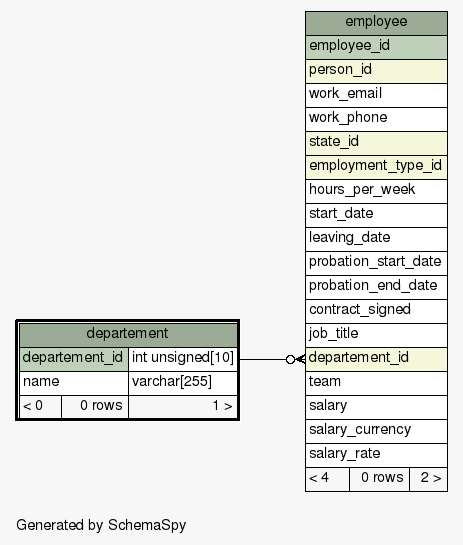 employee
employee_id
person_id
work_email
work_phone
state_id
employment_type_id
hours_per_week
start_date
leaving_date
probation_start_date
probation_end_date
contract_signed
job_title
departement_id
team
salary
salary_currency
salary_rate
< 4 0 rows 2 >
departement
departement_id int unsigned[10]
name varchar[255]
< 0 0 rows 1 >
Generated by SchemaSpy